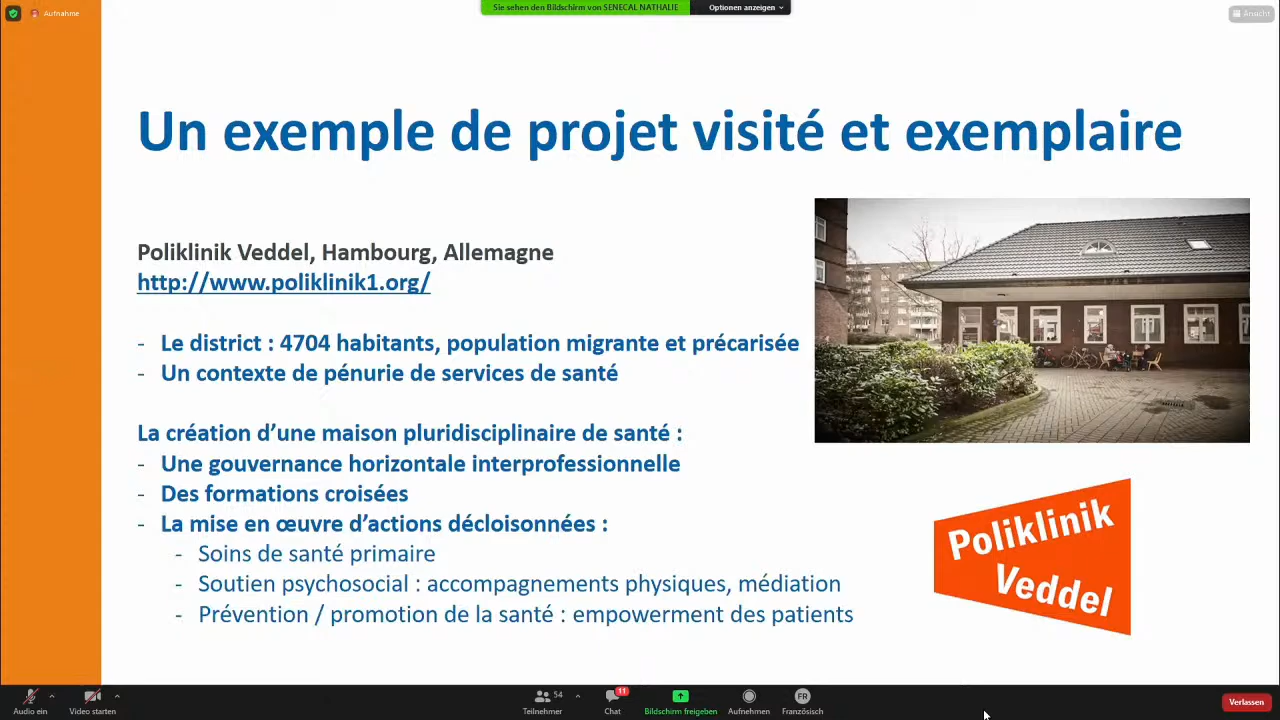 Aufnahme
Sie sehen den Bildschirm von SENECAL NATHALIE
Optionen anzeigen
Ansicht
Un exemple de projet visité et exemplaire
Poliklinik Veddel, Hambourg, Allemagne
http://www.poliklinik1.org/
- Le district : 4704 habitants, population migrante et précarisée
- Un contexte de pénurie de services de santé
La création d’une maison pluridisciplinaire de santé :
- Une gouvernance horizontale interprofessionnelle
- Des formations croisées
- La mise en œuvre d’actions décloisonnées :
- Soins de santé primaire
- Soutien psychosocial : accompagnements physiques, médiation
- Prévention / promotion de la santé : empowerment des patients
Poliklinik
Veddel
Audio ein
Video starten
54
Teilnehmer
11
Chat
Bildschirm freigeben
Aufnehmen
FR
Französisch
Verlassen